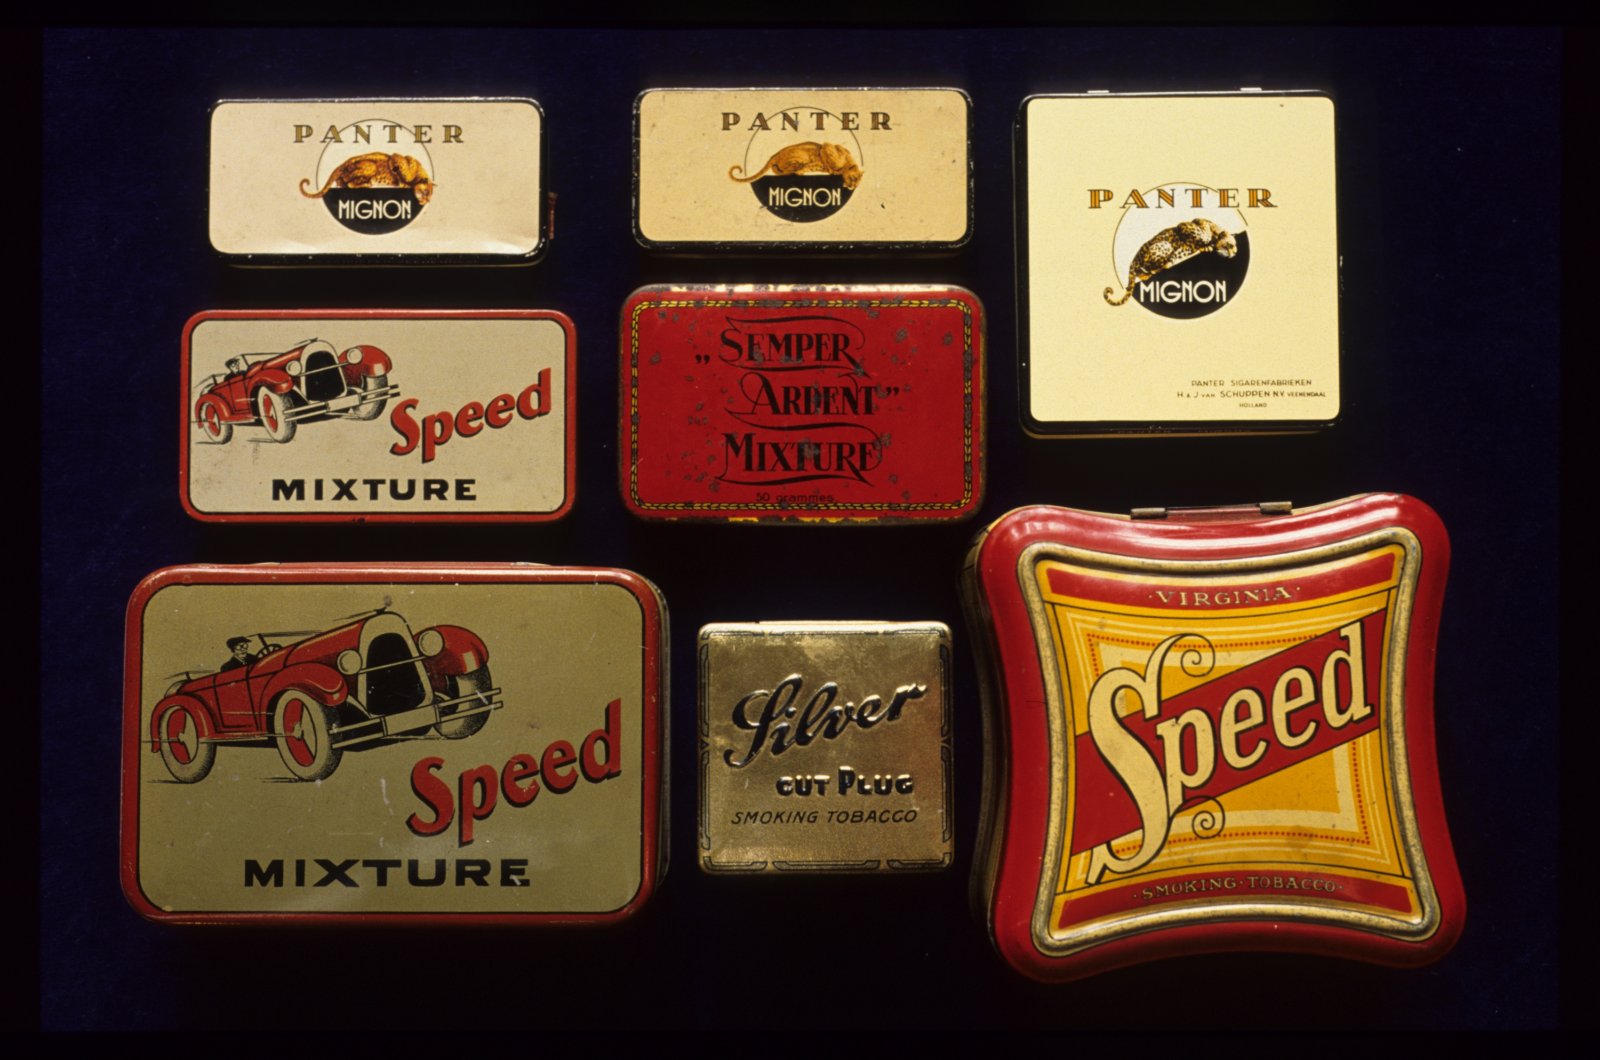 PANTER
MIGNON
PANTER
MIGNON
PANTER
MIGNON
PANTER SIGARENFABRIEKEN
H. & J. VAN SCHUPPEN N.V. VEENENDAAL
HOLLAND
Speed
MIXTURE
„SEMPER
ARDENT”
MIXTURE
50 grammes
Speed
MIXTURE
Silver
CUT PLUG
SMOKING TOBACCO
·VIRGINIA·
Speed
·SMOKING·TOBACCO·